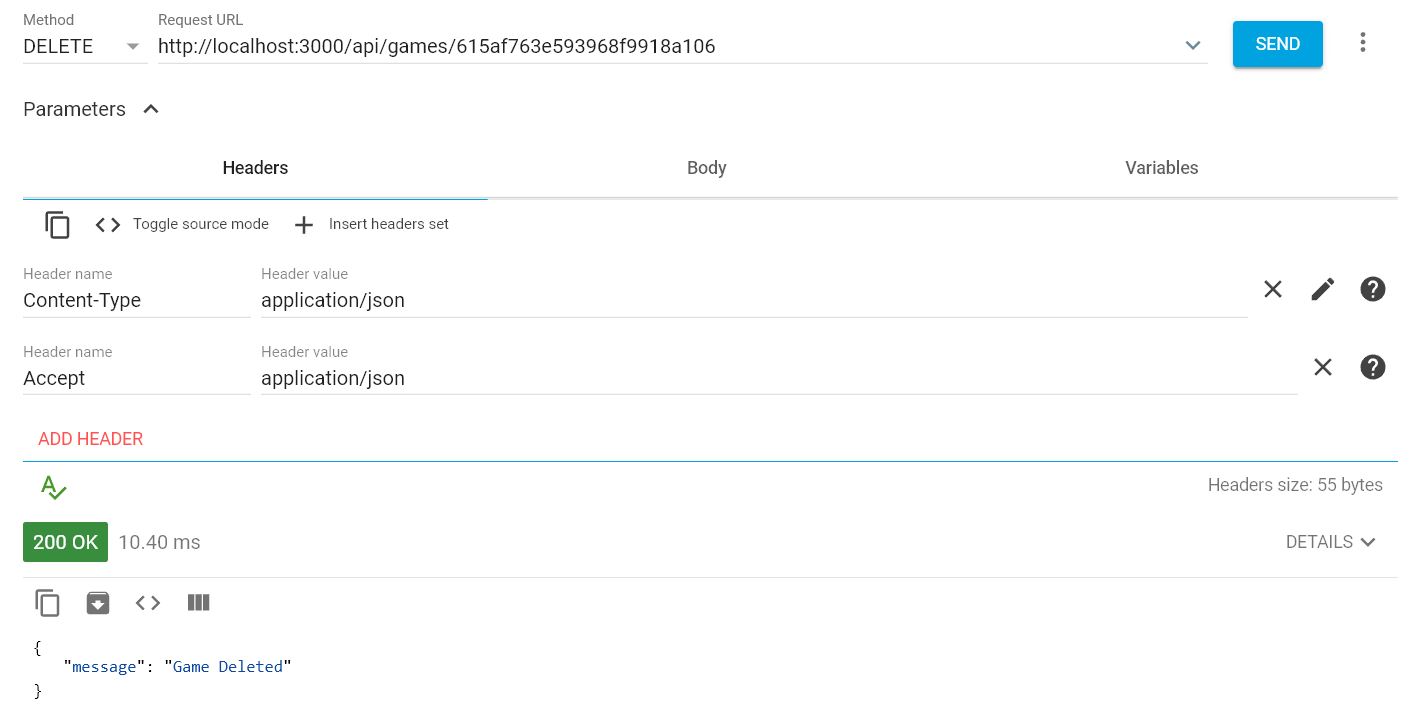 Method Request URL
DELETE http://localhost:3000/api/games/615af763e593968f9918a106 SEND
Parameters
Headers Body Variables
Toggle source mode Insert headers set
Header name Header value
Content-Type application/json
Header name Header value
Accept application/json
ADD HEADER
Headers size: 55 bytes
200 OK 10.40 ms DETAILS
{
"message": "Game Deleted"
}